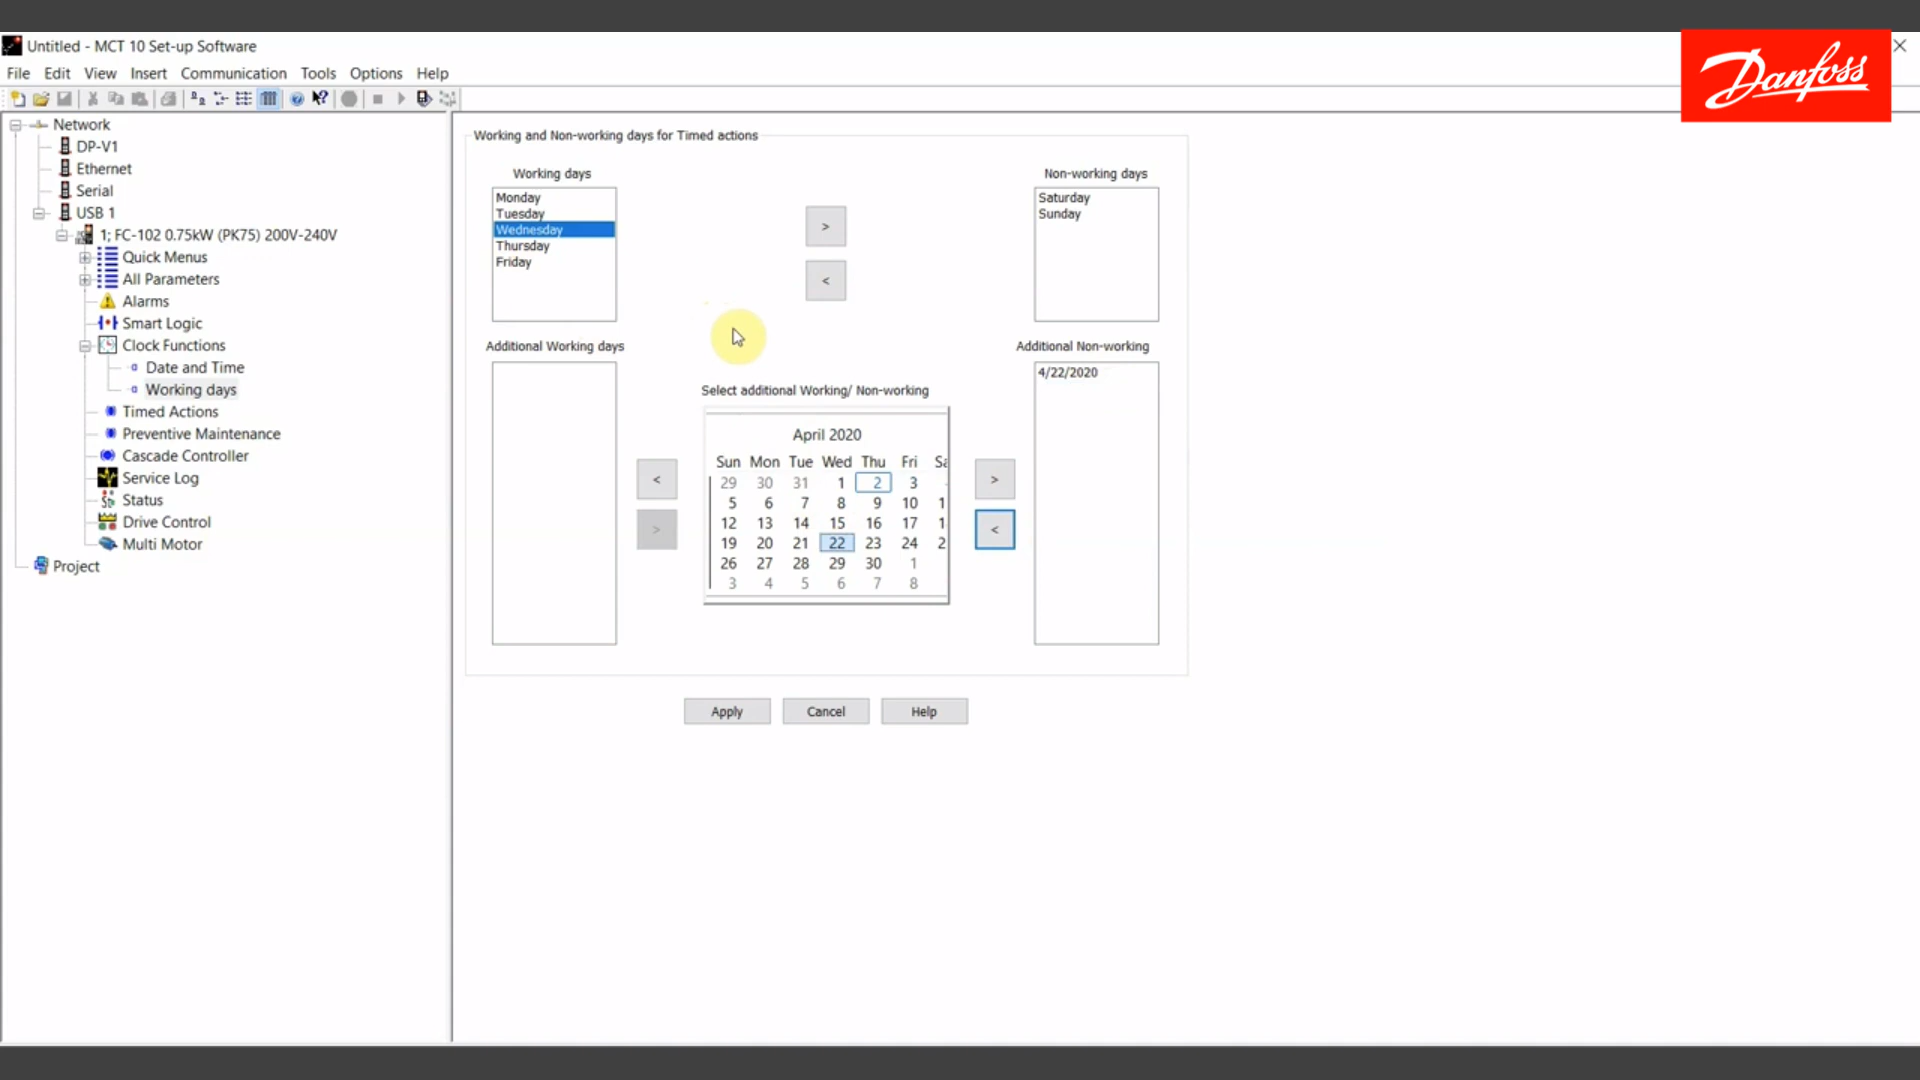 Untitled - MCT 10 Set-up Software
Danfoss
File Edit View Insert Communication Tools Options Help
Network
DP-V1
Ethernet
Serial
USB 1
1; FC-102 0.75kW (PK75) 200V-240V
Quick Menus
All Parameters
Alarms
Smart Logic
Clock Functions
Date and Time
Working days
Timed Actions
Preventive Maintenance
Cascade Controller
Service Log
Status
Drive Control
Multi Motor
Project
Working and Non-working days for Timed actions
Working days
Monday
Tuesday
Wednesday
Thursday
Friday
>
<
Non-working days
Saturday
Sunday
Additional Working days
Select additional Working/ Non-working
<
>
April 2020
Sun Mon Tue Wed Thu Fri Sa
29 30 31 1 2 3
5 6 7 8 9 10 1
12 13 14 15 16 17 1
19 20 21 22 23 24 2
26 27 28 29 30 1
3 4 5 6 7 8
>
<
Additional Non-working
4/22/2020
Apply Cancel Help